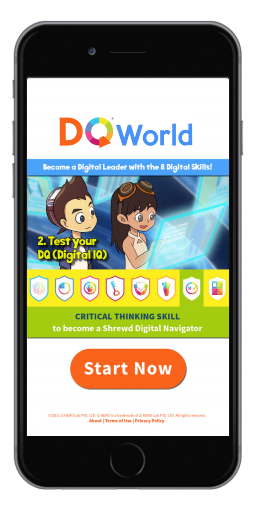 DQ World
Become a Digital Leader with the 8 Digital Skills!
2. Test your
DQ (Digital IQ)
CRITICAL THINKING SKILL
to become a Shrewd Digital Navigator
Start Now
About | Terms of Use | Privacy Policy